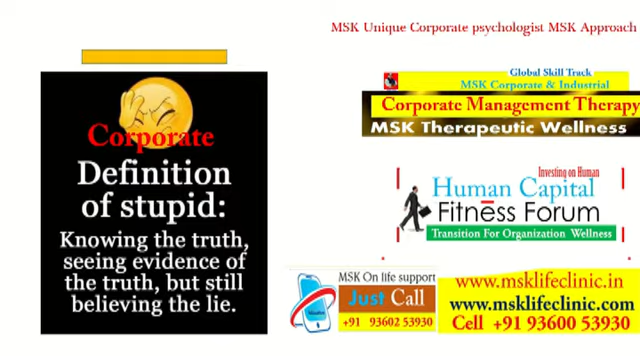 MSK Unique Corporate psychologist MSK Approach
Corporate
Definition
of stupid:
Knowing the truth,
seeing evidence of
the truth, but still
believing the lie.
Global Skill Track
MSK Corporate & Industrial
Corporate Management Therapy
MSK Therapeutic Wellness
Investing on Human
Human Capital
Fitness Forum
Transition For Organization Wellness
MSK On life support
Just Call
+91 93602 53930
www.msklifeclinic.in
www.msklifeclinic.com
Cell +91 93600 53930